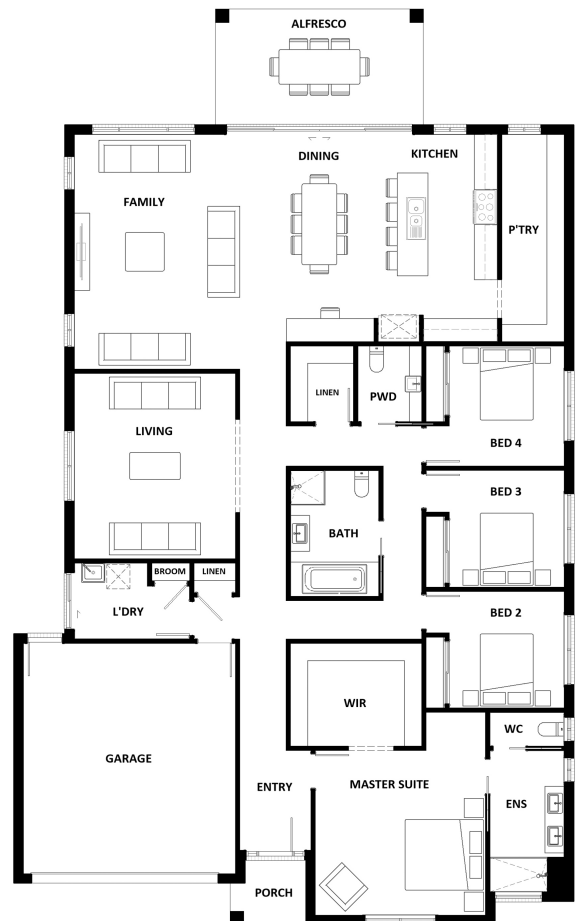 ALFRESCO
DINING
KITCHEN
FAMILY
P'TRY
LINEN
PWD
LIVING
BED 4
BED 3
BATH
BROOM
LINEN
L'DRY
BED 2
WIR
WC
GARAGE
ENTRY
MASTER SUITE
ENS
PORCH